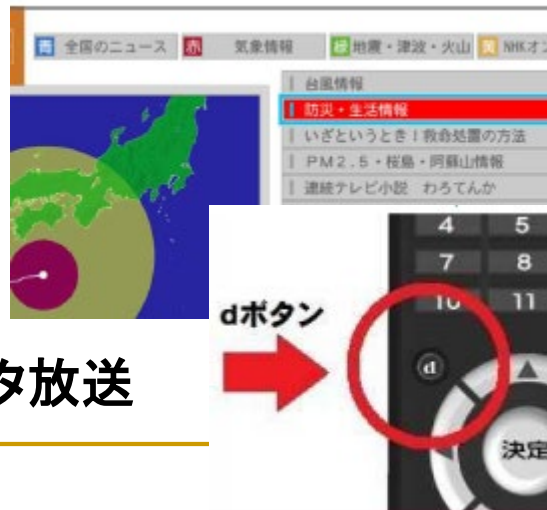 青 全国のニュース 赤 気象情報 緑 地震・津波・火山 黄 NHKオン
台風情報
防災・生活情報
いざというとき！救命処置の方法
PM2.5・桜島・阿蘇山情報
連続テレビ小説 わろてんか
4 5
7 8
10 11
dボタン
d
タ放送
決定